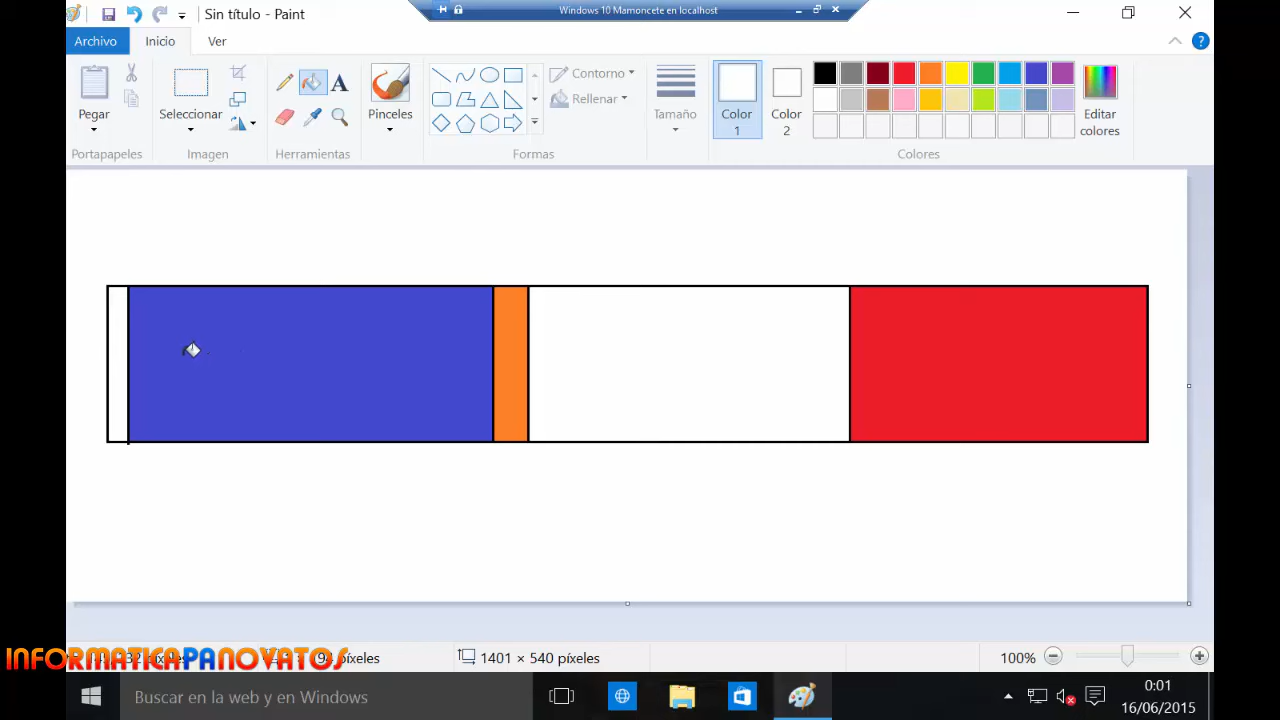 Sin título - Paint
Windows 10 Mamoncete en localhost
Archivo
Inicio
Ver
Pegar
Seleccionar
Pinceles
Contorno
Rellenar
Tamaño
Color 1
Color 2
Editar colores
Portapapeles
Imagen
Herramientas
Formas
Colores
INFORMATICAPANOVATOS
píxeles
1401 × 540 píxeles
100%
Buscar en la web y en Windows
0:01
16/06/2015